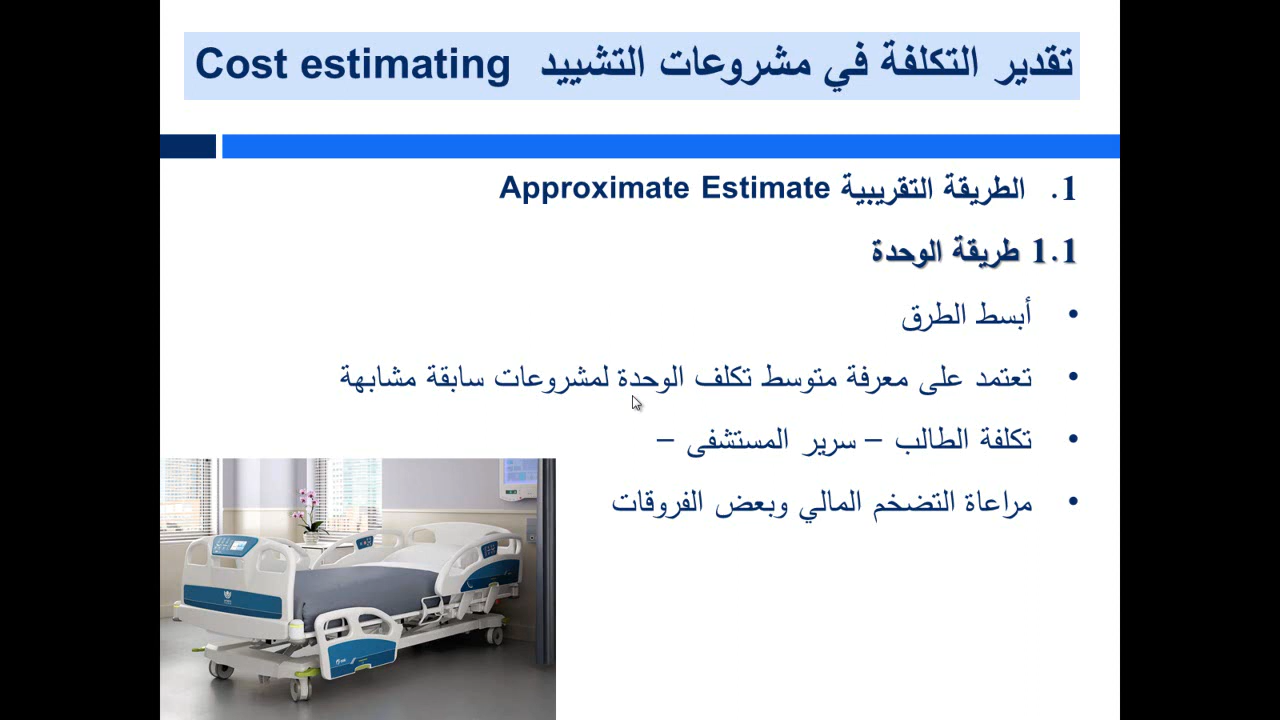 تقدير التكلفة في مشروعات التشييد Cost estimating
1. الطريقة التقريبية Approximate Estimate
1.1 طريقة الوحدة
• أبسط الطرق
• تعتمد على معرفة متوسط تكلف الوحدة لمشروعات سابقة مشابهة
• تكلفة الطالب – سرير المستشفى –
• مراعاة التضخم المالي وبعض الفروقات